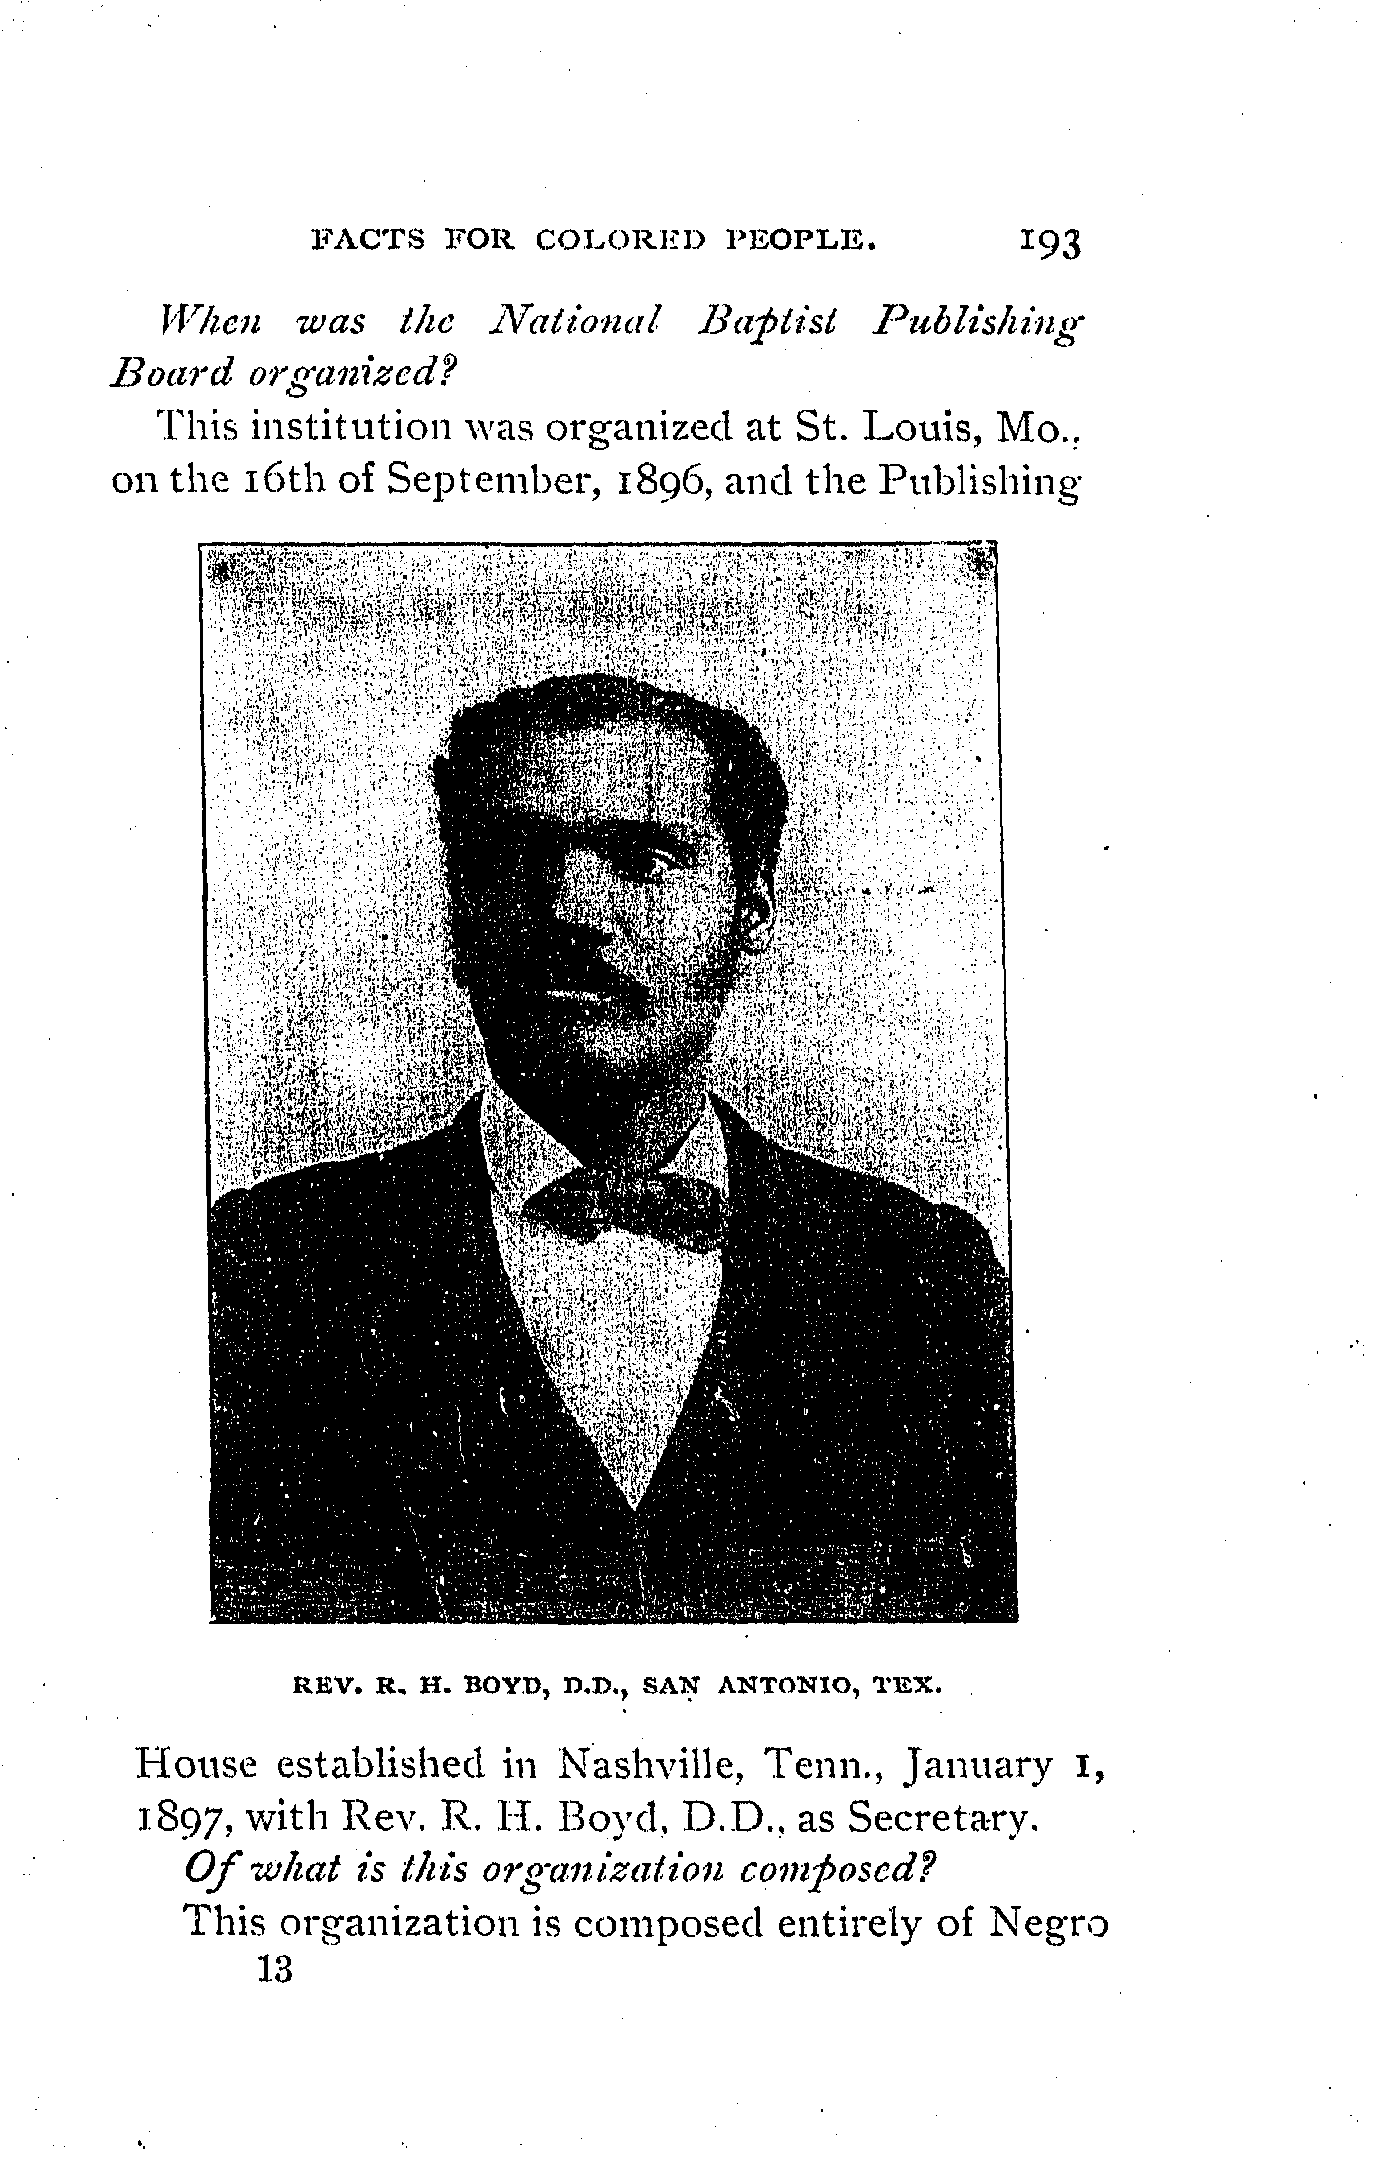 FACTS FOR COLORED PEOPLE. 193
When was the National Baptist Publishing
Board organized?
This institution was organized at St. Louis, Mo.,
on the 16th of September, 1896, and the Publishing
REV. R. H. BOYD, D.D., SAN ANTONIO, TEX.
House established in Nashville, Tenn., January 1,
1897, with Rev. R. H. Boyd, D.D., as Secretary.
Of what is this organization composed?
This organization is composed entirely of Negro
13